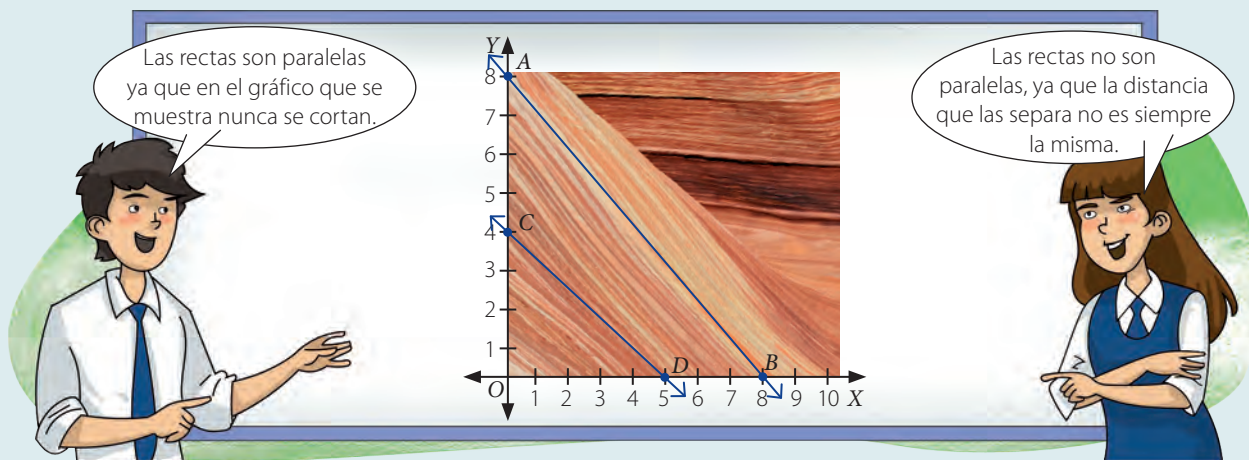 Las rectas son paralelas
ya que en el gráfico que se
muestra nunca se cortan.
Las rectas no son
paralelas, ya que la distancia
que las separa no es siempre
la misma.
Y
A
8
7
6
5
C
4
3
2
1
D
B
O
1 2 3 4 5 6 7 8 9 10 X